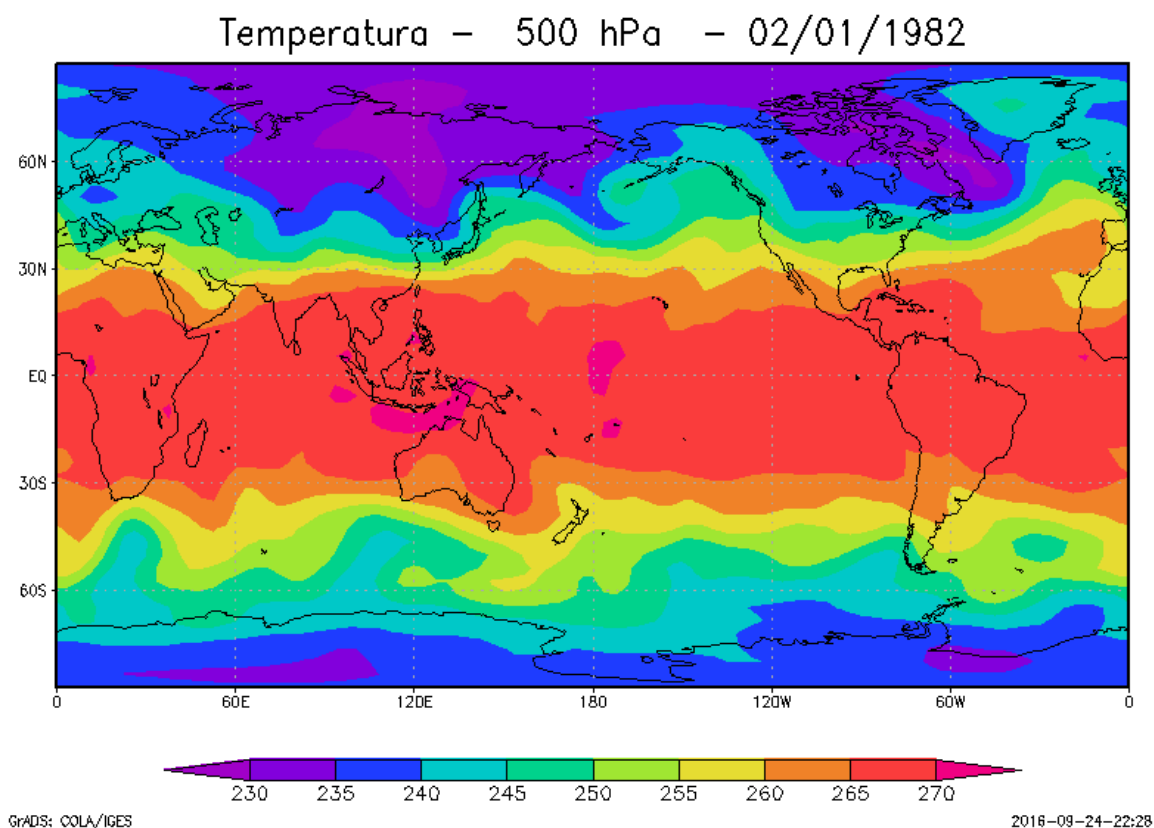 Temperatura - 500 hPa - 02/01/1982
60N
30N
EQ
30S
60S
0 60E 120E 180 120W 60W 0
230 235 240 245 250 255 260 265 270
GrADS: COLA/IGES 2016-09-24-22:28